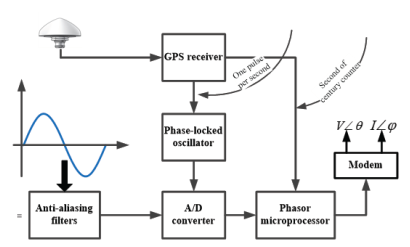 GPS receiver
One pulse
per second
Second of
century counter
Phase-locked
oscillator
V∠θ I∠φ
Modem
=
Anti-aliasing
filters
A/D
converter
Phasor
microprocessor